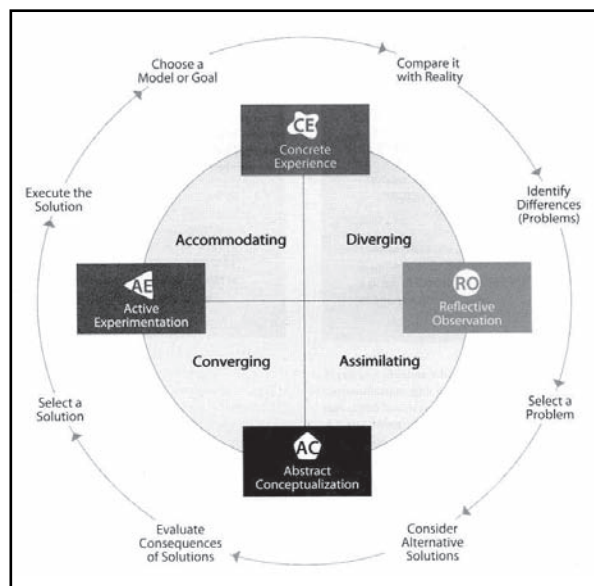 Choose a
Model or Goal
Compare it
with Reality
CE
Concrete
Experience
Execute the
Solution
Identify
Differences
(Problems)
Accommodating
Diverging
AE
Active
Experimentation
RO
Reflective
Observation
Converging
Assimilating
Select a
Solution
Select a
Problem
AC
Abstract
Conceptualization
Evaluate
Consequences
of Solutions
Consider
Alternative
Solutions